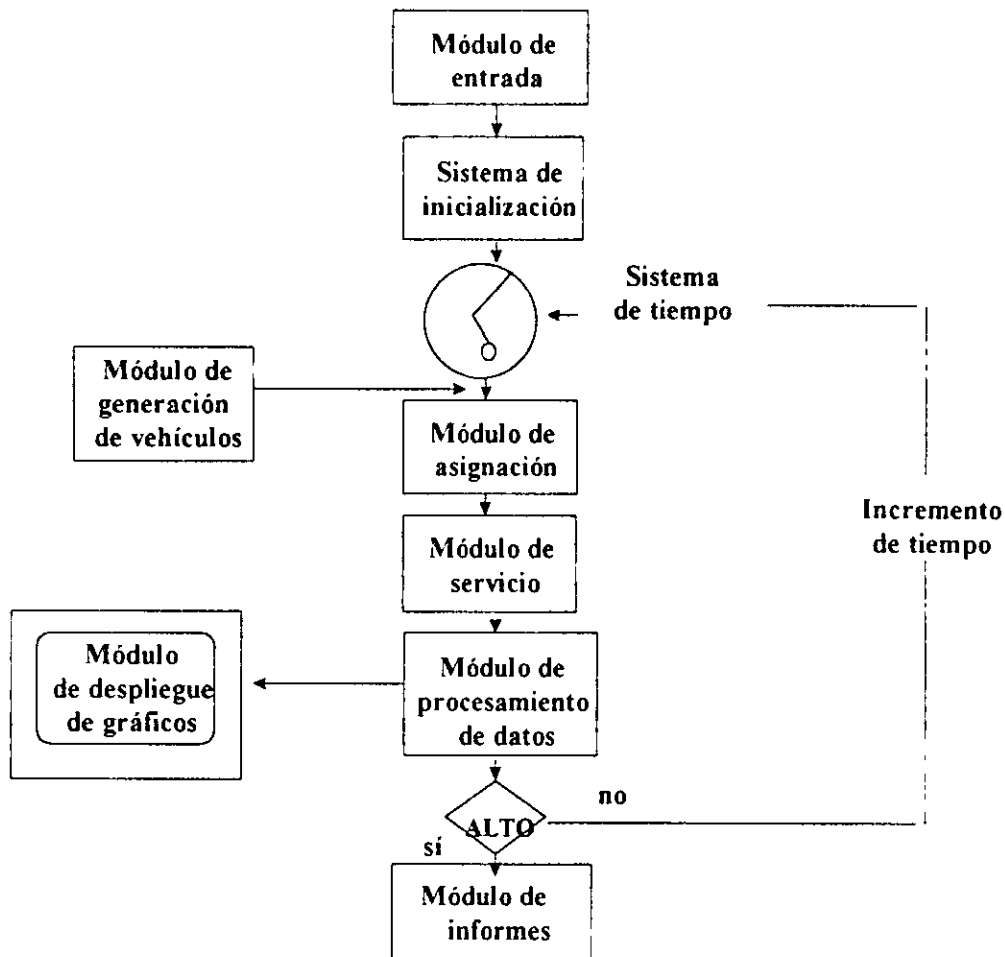 Módulo de
entrada
Sistema de
inicialización
Sistema
de tiempo
Módulo de
generación
de vehículos
Módulo de
asignación
Incremento
de tiempo
Módulo de
servicio
Módulo
de despliegue
de gráficos
Módulo de
procesamiento
de datos
no
ALTO
sí
Módulo de
informes